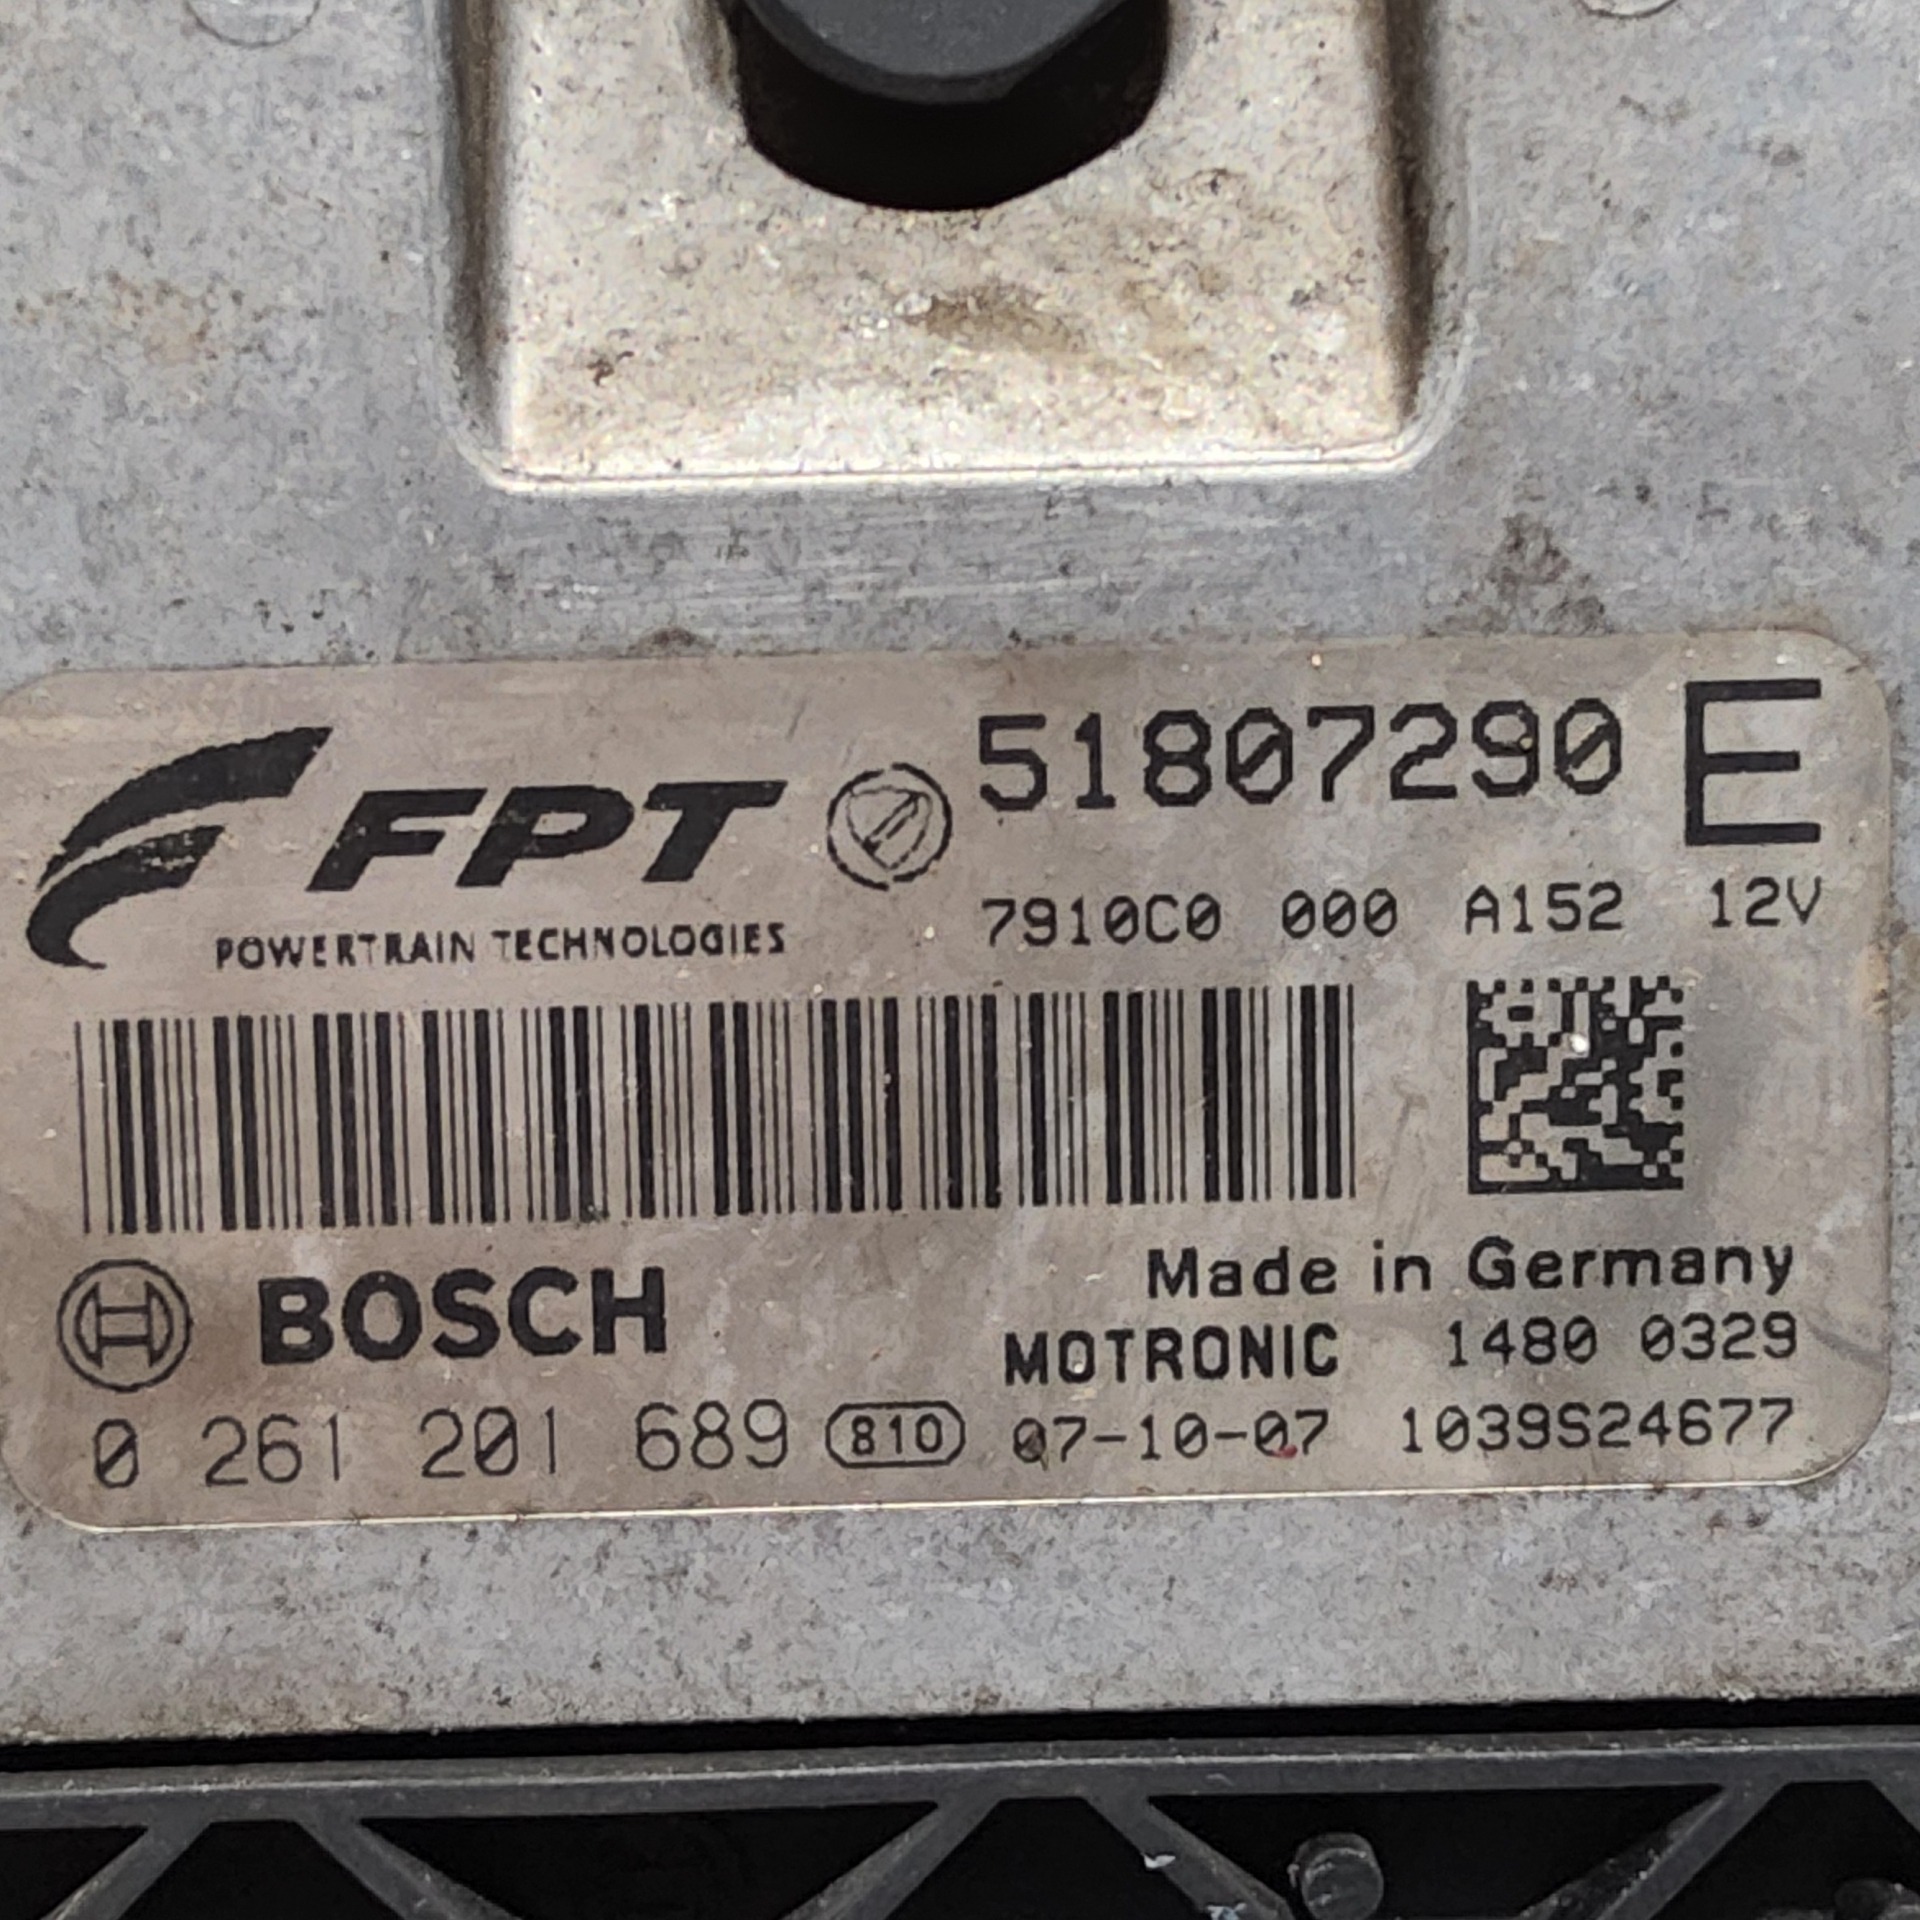 FPT 51807290 E
POWERTRAIN TECHNOLOGIES 7910C0 000 A152 12V
BOSCH Made in Germany
MOTRONIC 1480 0329
0 261 201 689 810 07-10-07 1039S24677